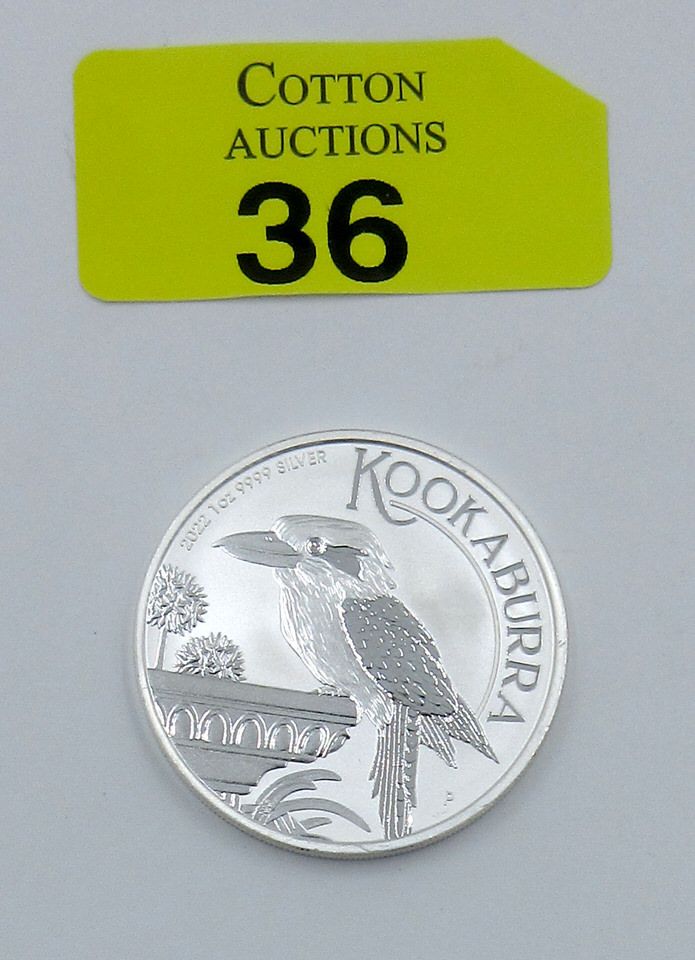 COTTON
AUCTIONS
36
2022 1oz 9999 SILVER
KOOKABURRA
P